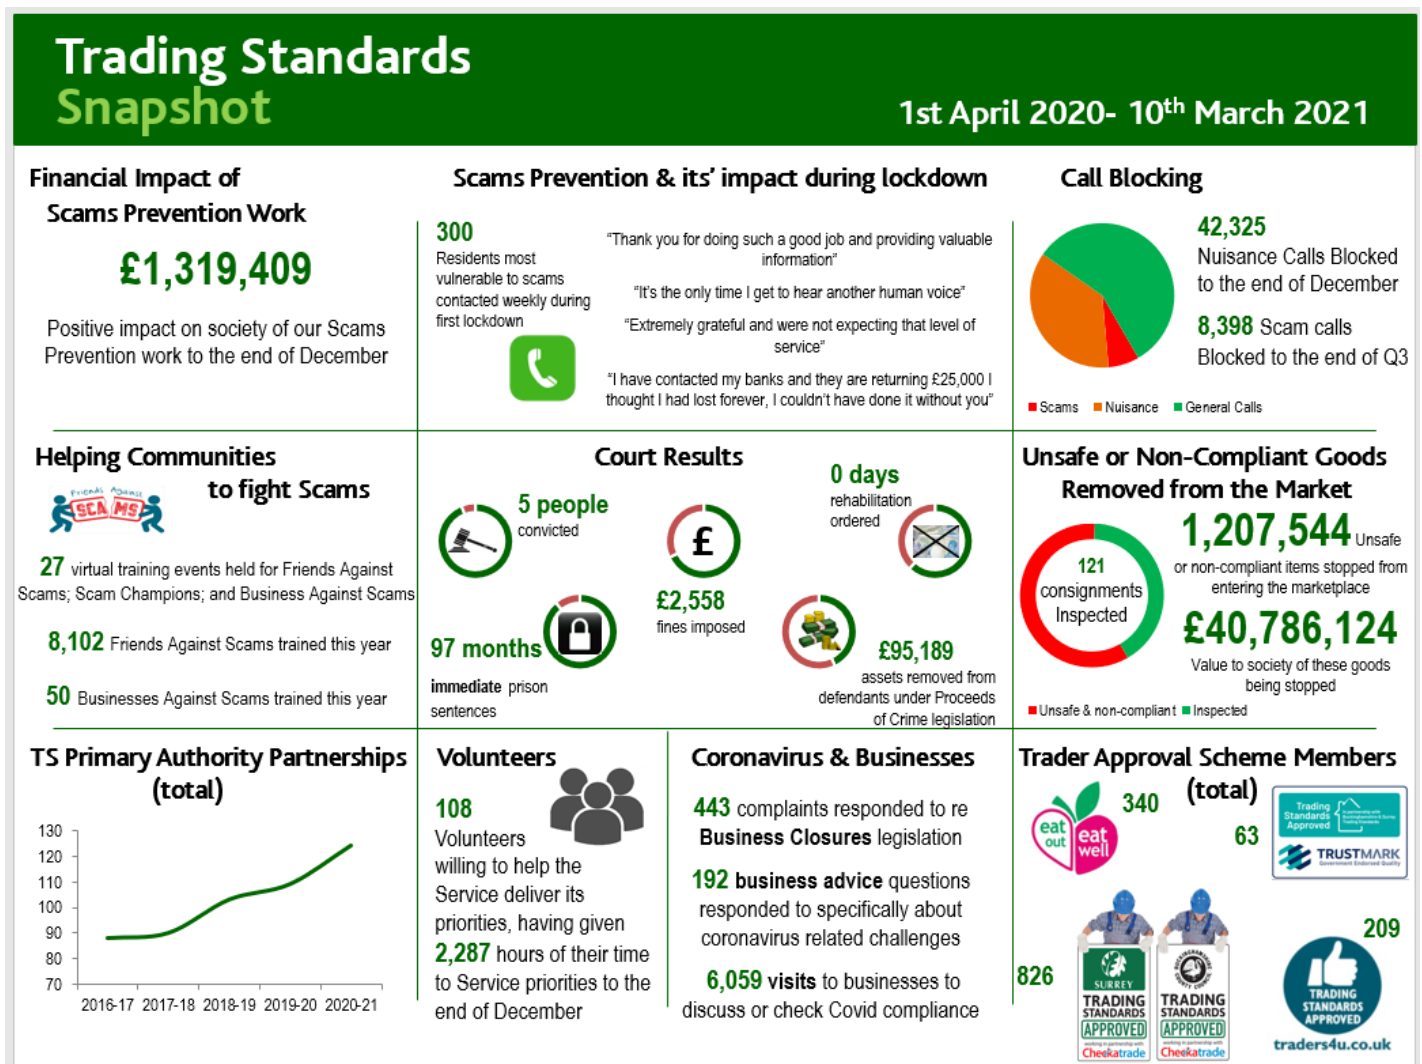 Trading Standards
Snapshot
1st April 2020- 10th March 2021
Financial Impact of
Scams Prevention Work
£1,319,409
Positive impact on society of our Scams
Prevention work to the end of December
Scams Prevention & its' impact during lockdown
300
Residents most
vulnerable to scams
contacted weekly during
first lockdown
"Thank you for doing such a good job and providing valuable
information"
"It's the only time I get to hear another human voice"
"Extremely grateful and were not expecting that level of
service"
"I have contacted my banks and they are returning £25,000 I
thought I had lost forever, I couldn't have done it without you"
Call Blocking
42,325
Nuisance Calls Blocked
to the end of December
8,398 Scam calls
Blocked to the end of Q3
Scams Nuisance General Calls
Helping Communities
to fight Scams
Friends Against
SCAMS
27 virtual training events held for Friends Against
Scams; Scam Champions; and Business Against Scams
8,102 Friends Against Scams trained this year
50 Businesses Against Scams trained this year
Court Results
5 people
convicted
£
£2,558
fines imposed
0 days
rehabilitation
ordered
97 months
immediate prison
sentences
£95,189
assets removed from
defendants under Proceeds
of Crime legislation
Unsafe or Non-Compliant Goods
Removed from the Market
121
consignments
Inspected
1,207,544 Unsafe
or non-compliant items stopped from
entering the marketplace
£40,786,124
Value to society of these goods
being stopped
Unsafe & non-compliant Inspected
TS Primary Authority Partnerships
(total)
130
120
110
100
90
80
70
2016-17 2017-18 2018-19 2019-20 2020-21
Volunteers
108
Volunteers
willing to help the
Service deliver its
priorities, having given
2,287 hours of their time
to Service priorities to the
end of December
Coronavirus & Businesses
443 complaints responded to re
Business Closures legislation
192 business advice questions
responded to specifically about
coronavirus related challenges
6,059 visits to businesses to
discuss or check Covid compliance
Trader Approval Scheme Members
(total)
eat
out
eat
well
340
63
Trading
Standards
Approved
TRUSTMARK
Government Endorsed Quality
826
SURREY
TRADING
STANDARDS
APPROVED
working in partnership with
Checkatrade
TRADING
STANDARDS
APPROVED
working in partnership with
Checkatrade
209
TRADING
STANDARDS
APPROVED
traders4u.co.uk